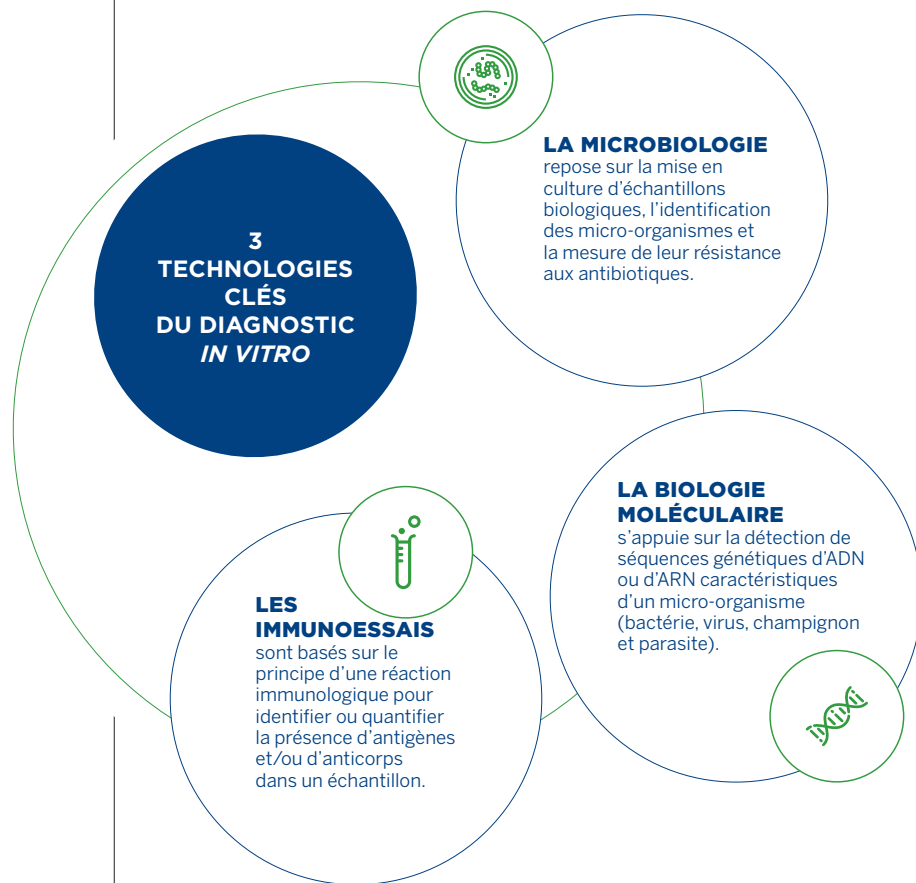 3
TECHNOLOGIES
CLÉS
DU DIAGNOSTIC
IN VITRO
LA MICROBIOLOGIE
repose sur la mise en
culture d'échantillons
biologiques, l'identification
des micro-organismes et
la mesure de leur résistance
aux antibiotiques.
LA BIOLOGIE
MOLÉCULAIRE
s'appuie sur la détection de
séquences génétiques d'ADN
ou d'ARN caractéristiques
d'un micro-organisme
(bactérie, virus, champignon
et parasite).
LES
IMMUNOESSAIS
sont basés sur le
principe d'une réaction
immunologique pour
identifier ou quantifier
la présence d'antigènes
et/ou d'anticorps
dans un échantillon.